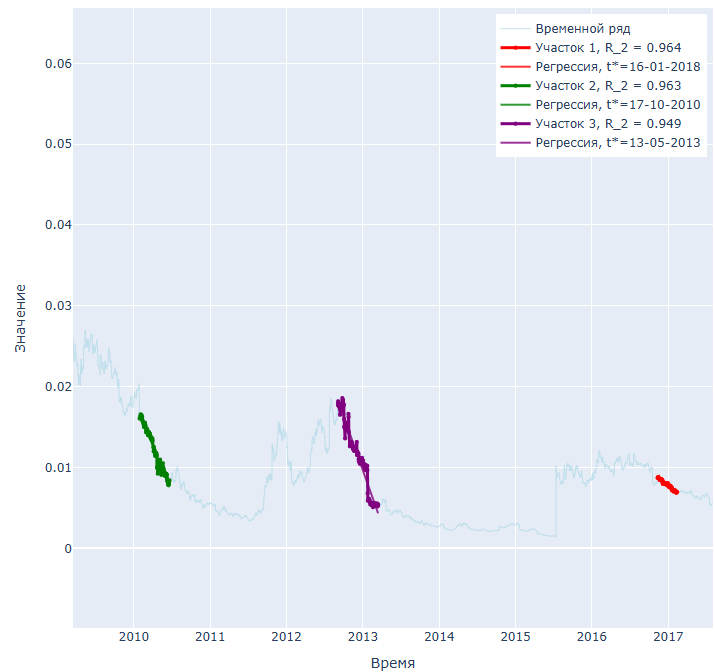 Временной ряд
Участок 1, R_2 = 0.964
Регрессия, t*=16-01-2018
Участок 2, R_2 = 0.963
Регрессия, t*=17-10-2010
Участок 3, R_2 = 0.949
Регрессия, t*=13-05-2013
0.06
0.05
0.04
0.03
0.02
0.01
0
Значение
2010 2011 2012 2013 2014 2015 2016 2017
Время